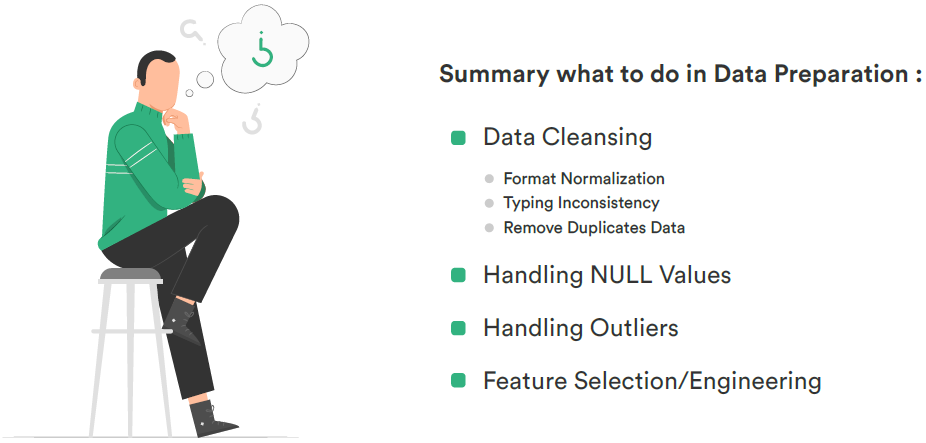 Summary what to do in Data Preparation :
Data Cleansing
Format Normalization
Typing Inconsistency
Remove Duplicates Data
Handling NULL Values
Handling Outliers
Feature Selection/Engineering